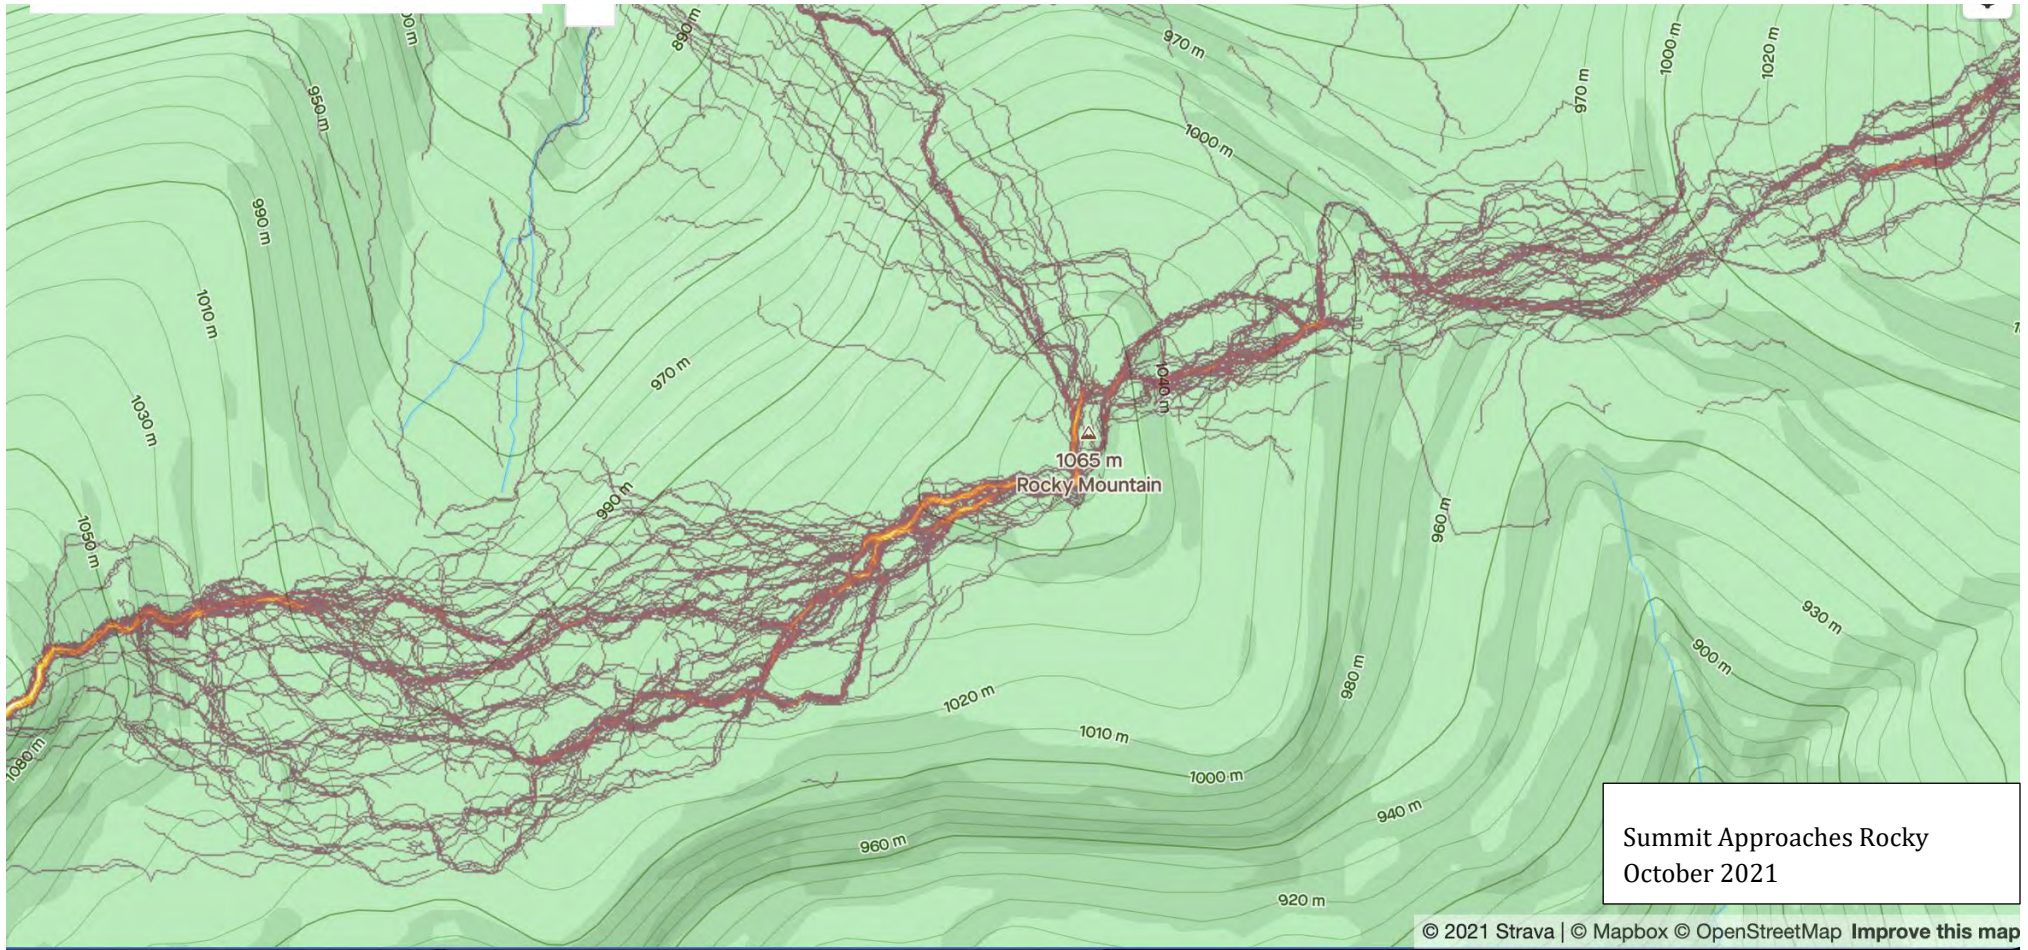 890 m
970 m
1000 m
1020 m
950 m
970 m
1000 m
990 m
1010 m
970 m
1040 m
1030 m
1065 m
Rocky Mountain
990 m
960 m
1050 m
930 m
900 m
980 m
1020 m
1010 m
1080 m
1000 m
940 m
960 m
920 m
Summit Approaches Rocky
October 2021
© 2021 Strava | © Mapbox © OpenStreetMap Improve this map